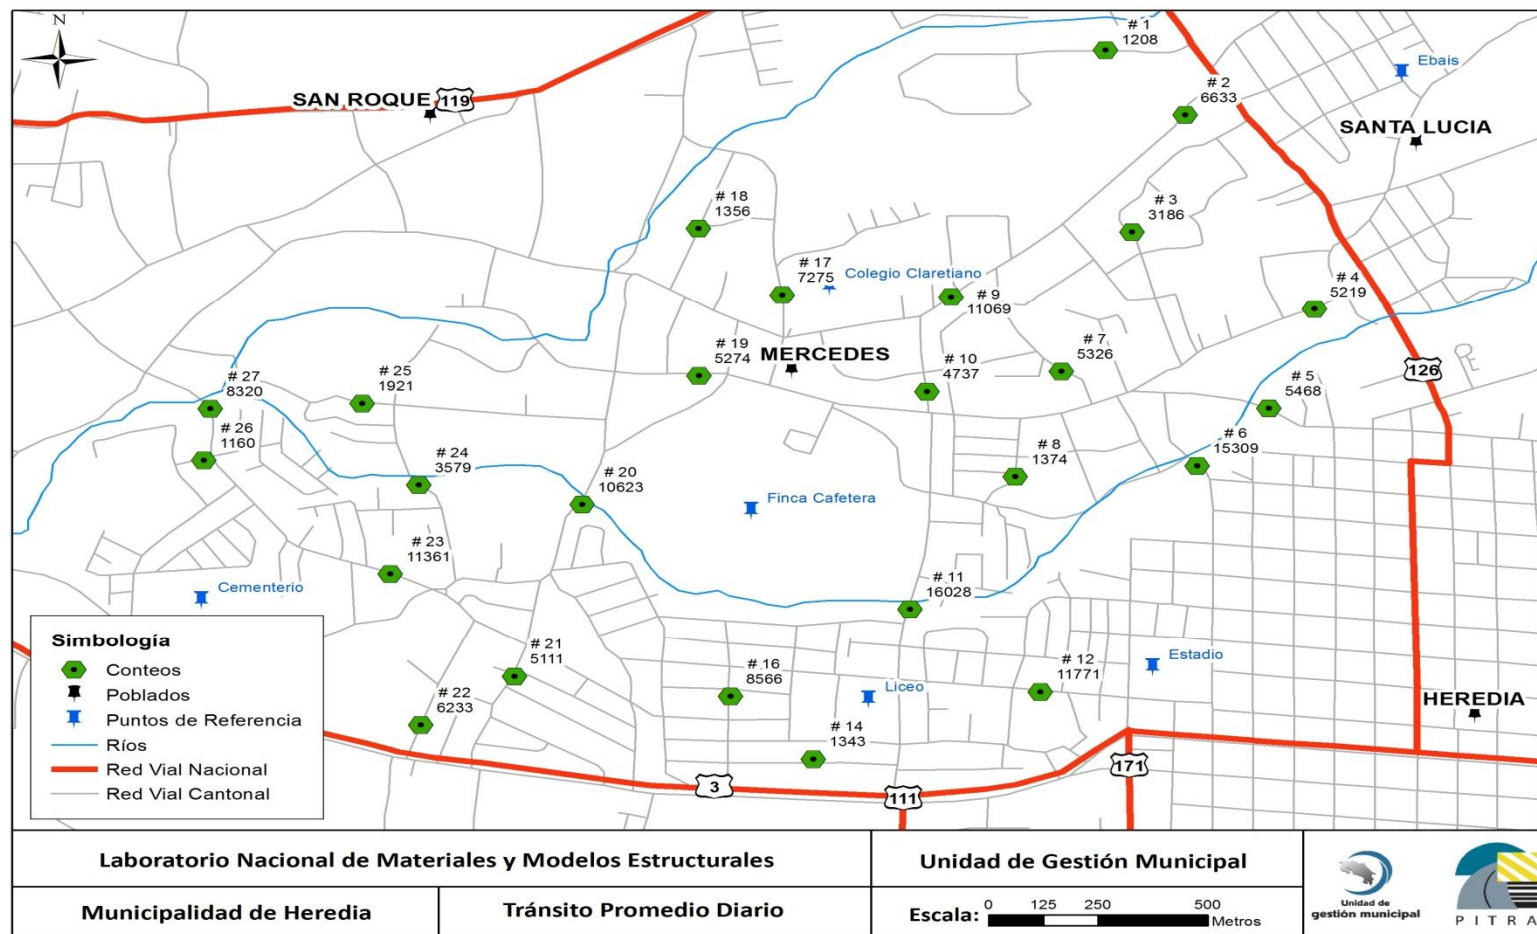 N
# 1
1208
# 2
6633
Ebais
SAN ROQUE
119
SANTA LUCIA
# 18
1356
# 3
3186
# 17
7275
Colegio Claretiano
# 9
11069
# 4
5219
# 19
5274
MERCEDES
# 7
5326
# 10
4737
126
# 27
8320
# 25
1921
# 5
5468
# 26
1160
# 24
3579
# 6
15309
# 8
1374
# 20
10623
Finca Cafetera
# 23
11361
# 11
16028
Cementerio
Simbología
Conteos
Poblados
Puntos de Referencia
Ríos
Red Vial Nacional
Red Vial Cantonal
# 21
5111
# 22
6233
# 16
8566
Liceo
# 12
11771
Estadio
# 14
1343
HEREDIA
3
111
171
Laboratorio Nacional de Materiales y Modelos Estructurales
Unidad de Gestión Municipal
Municipalidad de Heredia
Tránsito Promedio Diario
Escala:
0 125 250 500
Metros
Unidad de
gestión municipal
PITRA